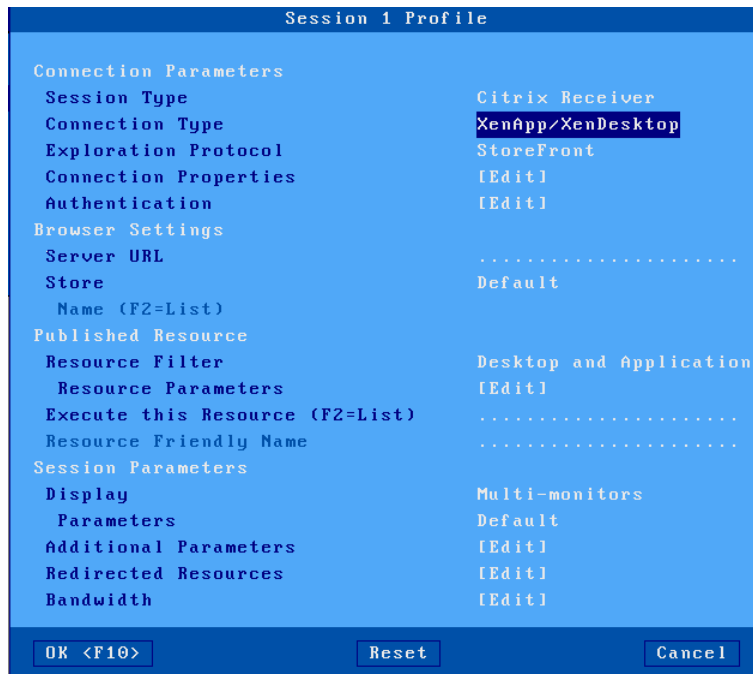 Session 1 Profile
Connection Parameters
Session Type Citrix Receiver
Connection Type XenApp/XenDesktop
Exploration Protocol StoreFront
Connection Properties [Edit]
Authentication [Edit]
Browser Settings
Server URL ......................
Store Default
Name (F2=List)
Published Resource
Resource Filter Desktop and Application
Resource Parameters [Edit]
Execute this Resource (F2=List) ......................
Resource Friendly Name ......................
Session Parameters
Display Multi-monitors
Parameters Default
Additional Parameters [Edit]
Redirected Resources [Edit]
Bandwidth [Edit]
OK <F10> Reset Cancel